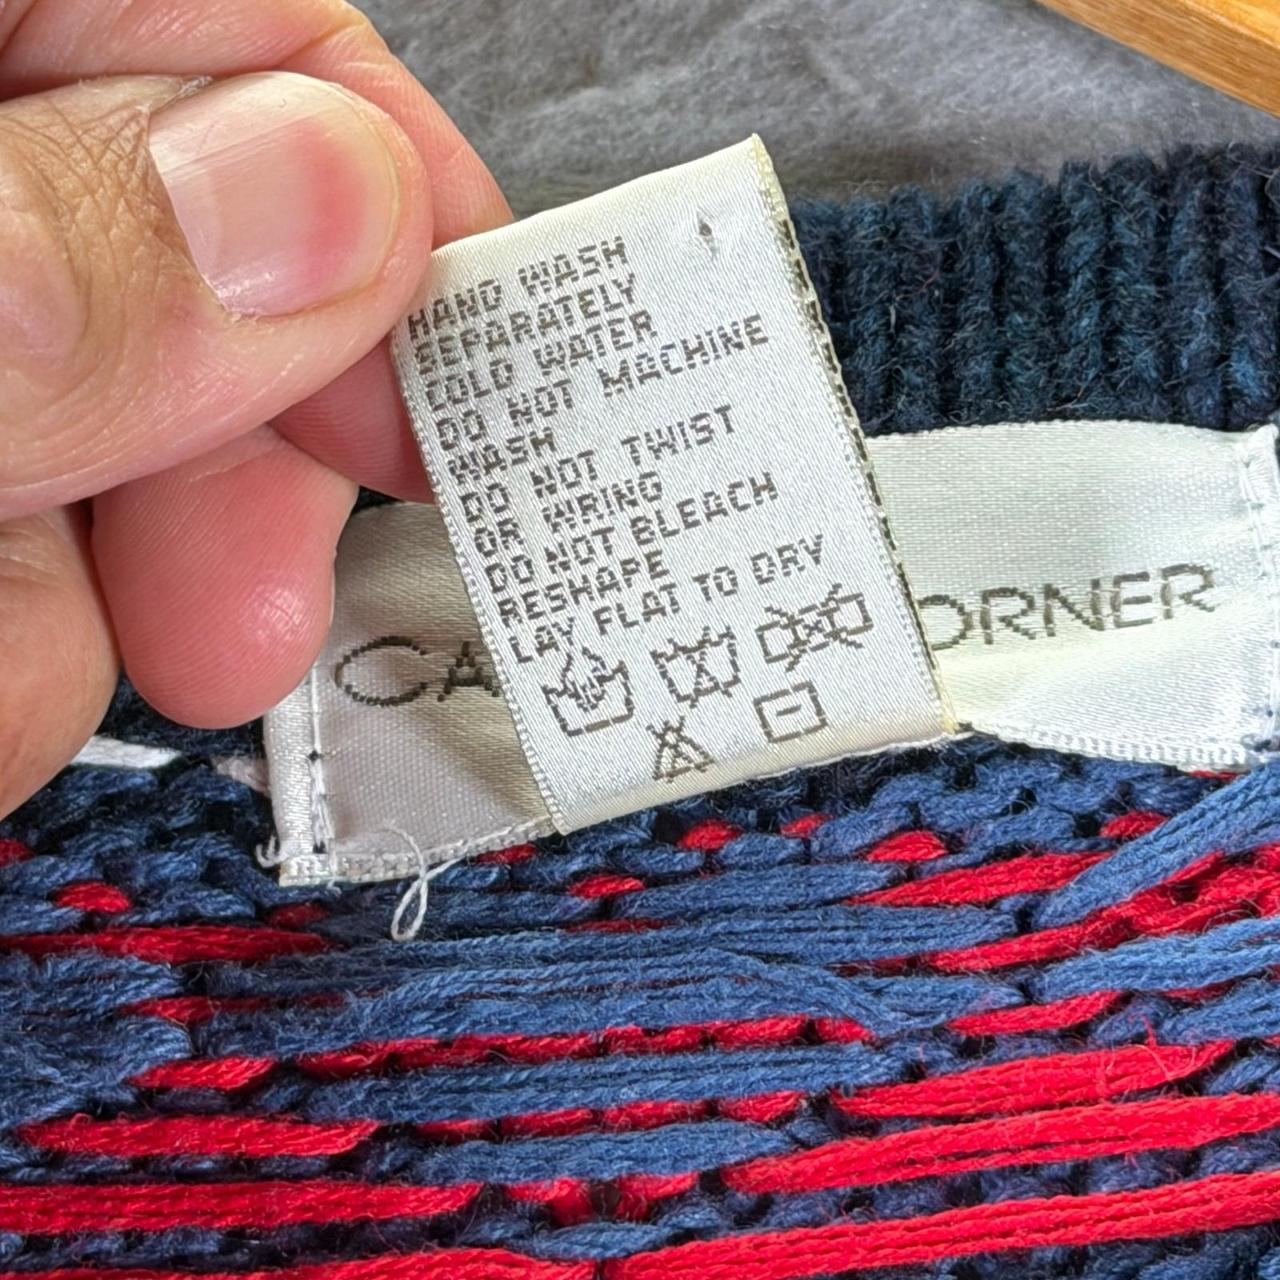 HAND WASH
SEPARATELY
COLD WATER
DO NOT MACHINE
WASH
DO NOT TWIST
OR WRING
DO NOT BLEACH
RESHAPE
LAY FLAT TO DRY
CA ORNER